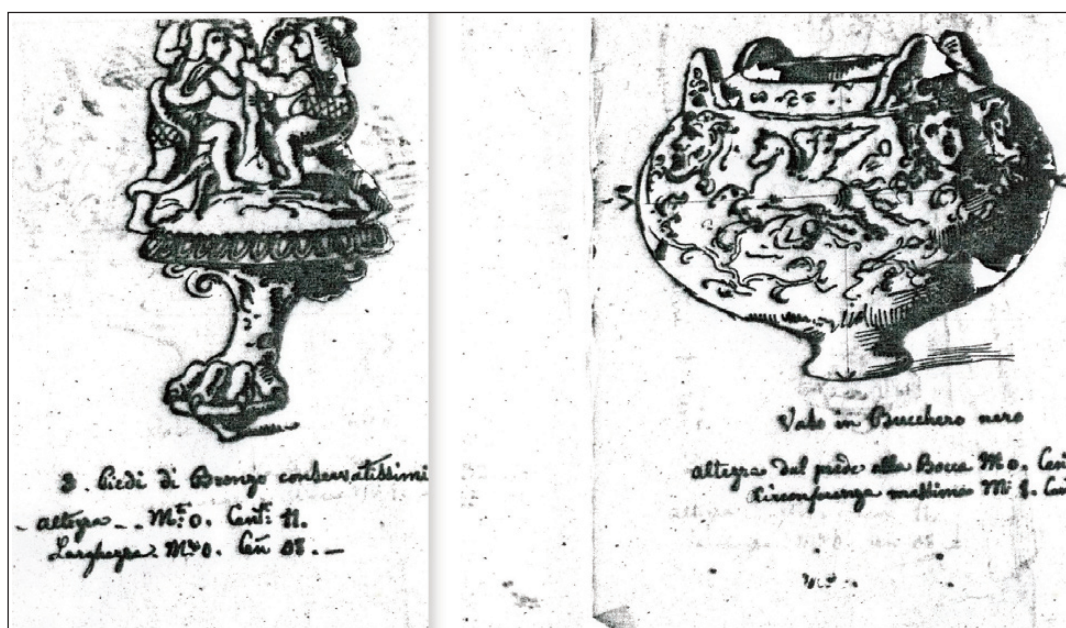 3. Piedi di Bronzo conservatissimi
- altezza - M.º 0. Cent.i 11.
Larghezza. M.º 0. Cen 08. -
Vaso in Bucchero nero
altezza dal piede alla Bocca M 0. Cen
Circonferenza massima M.º 1. Cen